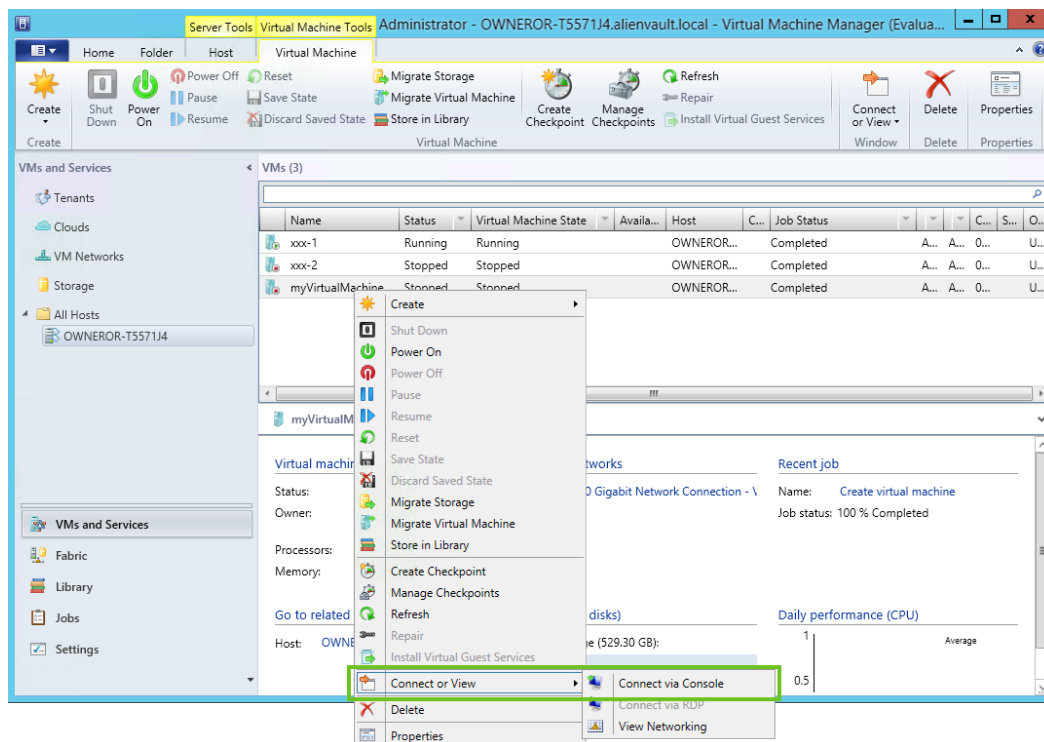 Server Tools Virtual Machine Tools Administrator - OWNEROR-T5571J4.alienvault.local - Virtual Machine Manager (Evalua...
Home Folder Host Virtual Machine
Create
Shut Down
Power On
Power Off
Pause
Resume
Reset
Save State
Discard Saved State
Migrate Storage
Migrate Virtual Machine
Store in Library
Create Checkpoint
Manage Checkpoints
Refresh
Repair
Install Virtual Guest Services
Connect or View
Delete
Properties
Create Virtual Machine Window Delete Properties
VMs and Services
Tenants
Clouds
VM Networks
Storage
All Hosts
OWNEROR-T5571J4
VMs and Services
Fabric
Library
Jobs
Settings
VMs (3)
Name Status Virtual Machine State Availa... Host C... Job Status C... S... O...
xxx-1 Running Running OWNEROR... Completed A... A... 0... U...
xxx-2 Stopped Stopped OWNEROR... Completed A... A... 0... U...
myVirtualMachine Stopped Stopped OWNEROR... Completed A... A... 0... U...
myVirtualM
Virtual machin
Status:
Owner:
Processors:
Memory:
Go to related
Host: OWNE
tworks
0 Gigabit Network Connection - V
disks)
ge (529.30 GB):
Recent job
Name: Create virtual machine
Job status: 100 % Completed
Daily performance (CPU)
1
Average
0.5
Create
Shut Down
Power On
Power Off
Pause
Resume
Reset
Save State
Discard Saved State
Migrate Storage
Migrate Virtual Machine
Store in Library
Create Checkpoint
Manage Checkpoints
Refresh
Repair
Install Virtual Guest Services
Connect or View
Delete
Properties
Connect via Console
Connect via RDP
View Networking